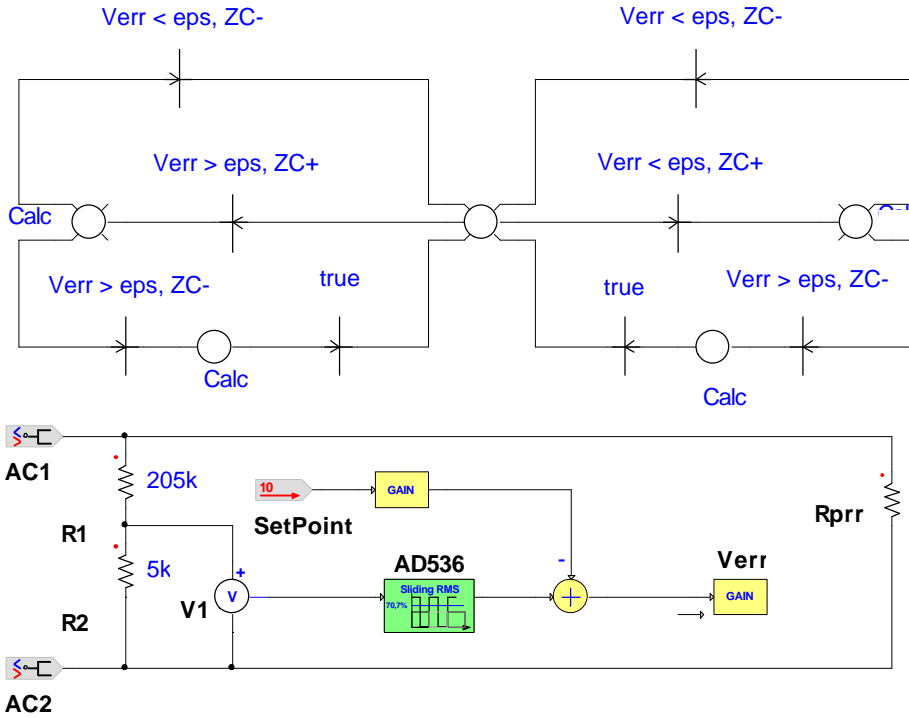 Verr < eps, ZC-
Verr < eps, ZC-
Verr > eps, ZC+
Verr < eps, ZC+
Calc
Verr > eps, ZC-
true
true
Verr > eps, ZC-
Calc
Calc
AC1
205k
10
GAIN
SetPoint
Rprr
R1
AD536
Verr
5k
+
-
Sliding RMS
GAIN
V
70,7%
V1
R2
AC2